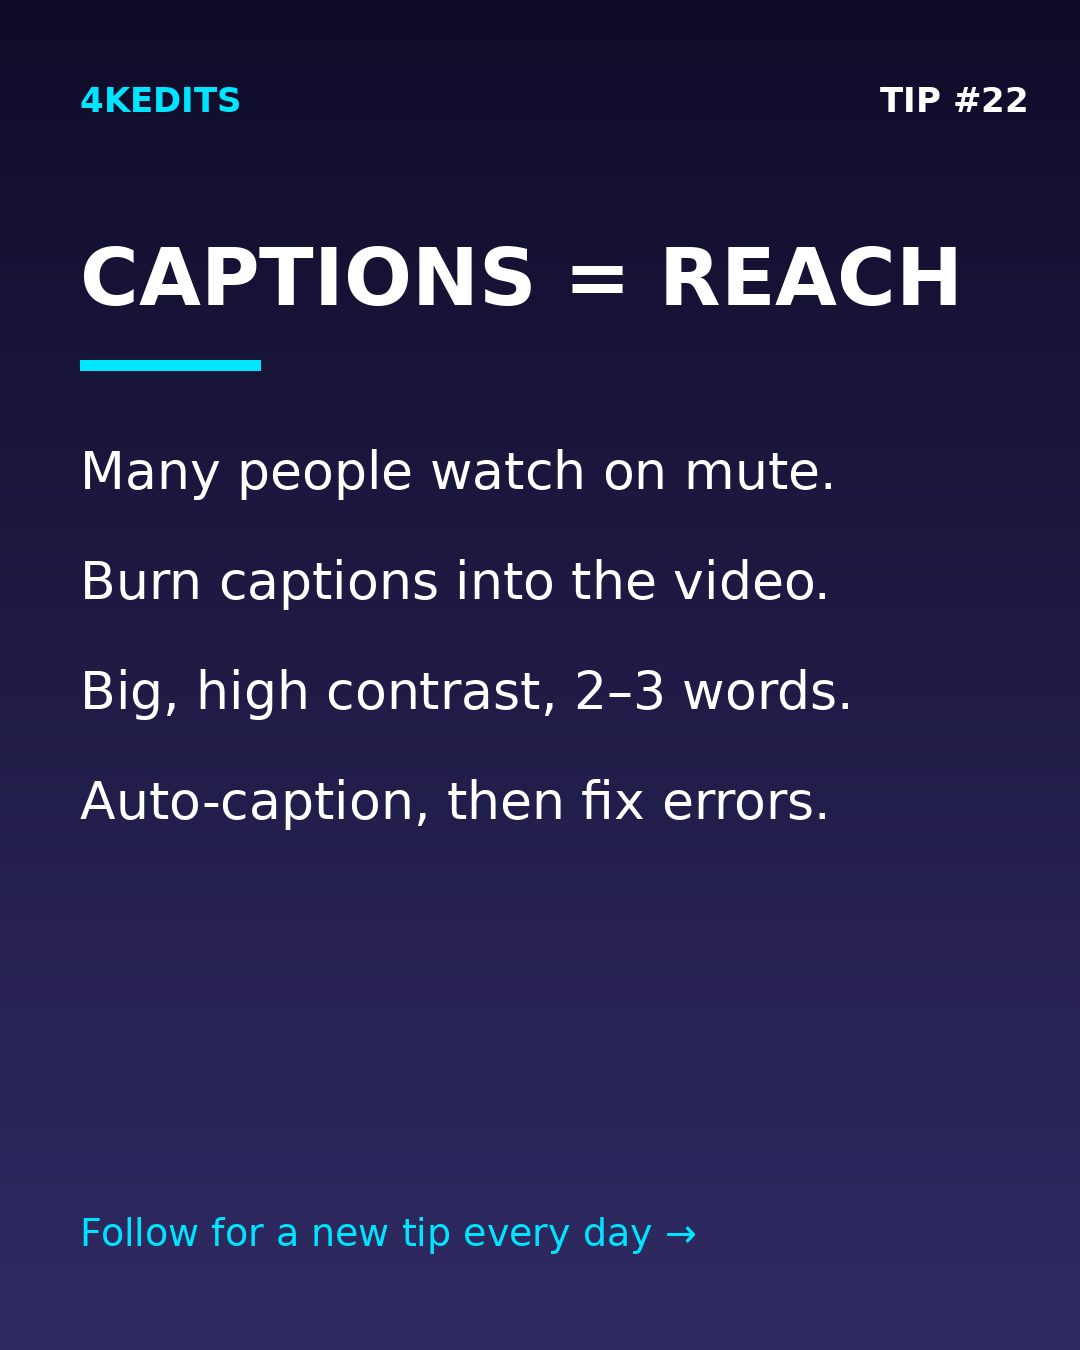 4KEDITS
TIP #22
CAPTIONS = REACH
Many people watch on mute.
Burn captions into the video.
Big, high contrast, 2–3 words.
Auto-caption, then fix errors.
Follow for a new tip every day →